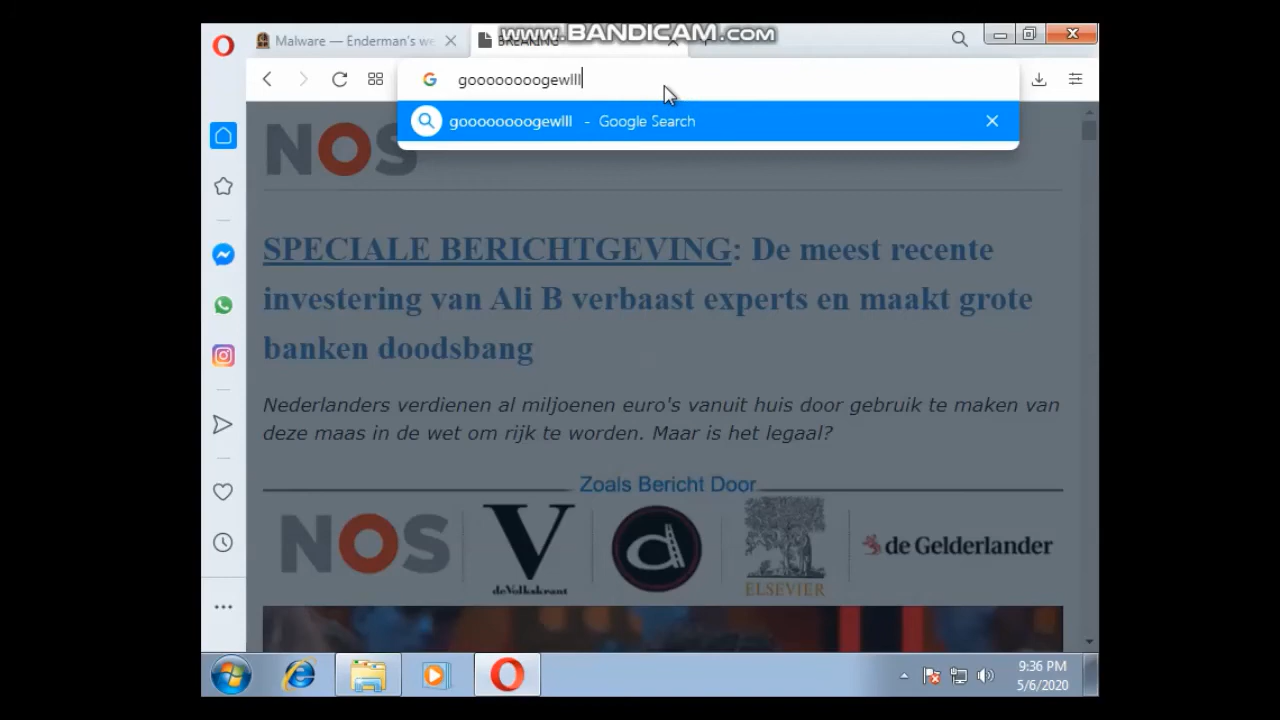 www.BANDICAM.com
Malware — Enderman's we
BREAKING
goooooooogewlll
goooooooogewlll - Google Search
NOS
SPECIALE BERICHTGEVING: De meest recente
investering van Ali B verbaast experts en maakt grote
banken doodsbang
Nederlanders verdienen al miljoenen euro's vanuit huis door gebruik te maken van
deze maas in de wet om rijk te worden. Maar is het legaal?
Zoals Bericht Door
NOS
V
deVolkskrant
d
ELSEVIER
de Gelderlander
9:36 PM
5/6/2020